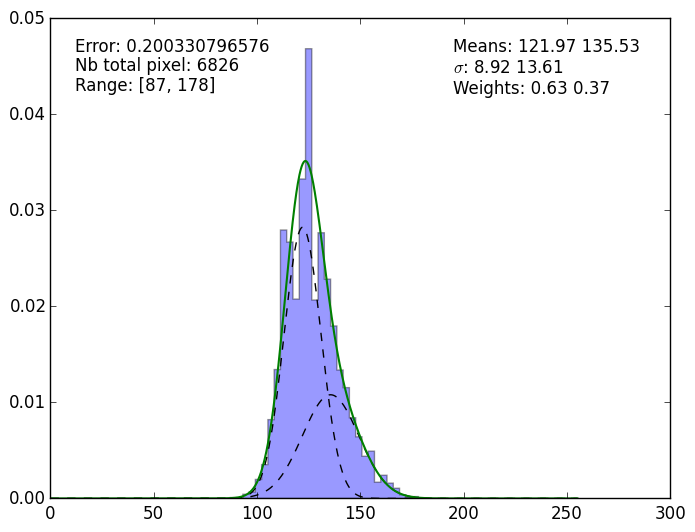 Error: 0.200330796576
Nb total pixel: 6826
Range: [87, 178]
Means: 121.97 135.53
σ: 8.92 13.61
Weights: 0.63 0.37
0.05
0.04
0.03
0.02
0.01
0.00
0 50 100 150 200 250 300